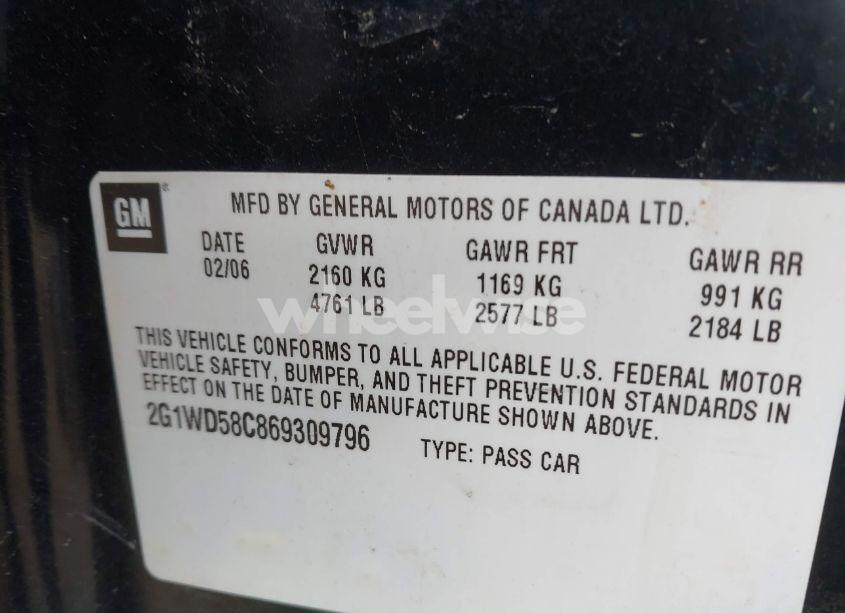 GM
MFD BY GENERAL MOTORS OF CANADA LTD.
DATE GVWR GAWR FRT GAWR RR
02/06 2160 KG 1169 KG 991 KG
4761 LB 2577 LB 2184 LB
wheelwise
THIS VEHICLE CONFORMS TO ALL APPLICABLE U.S. FEDERAL MOTOR
VEHICLE SAFETY, BUMPER, AND THEFT PREVENTION STANDARDS IN
EFFECT ON THE DATE OF MANUFACTURE SHOWN ABOVE.
2G1WD58C869309796 TYPE: PASS CAR